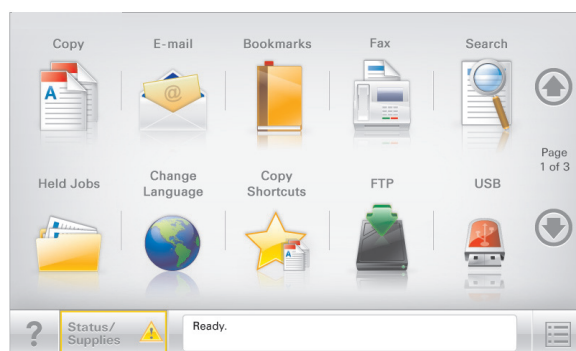 Copy
E-mail
Bookmarks
Fax
Search
A
@
Page
1 of 3
Held Jobs
Change
Language
Copy
Shortcuts
FTP
USB
A
?
Status/
Supplies
Ready.